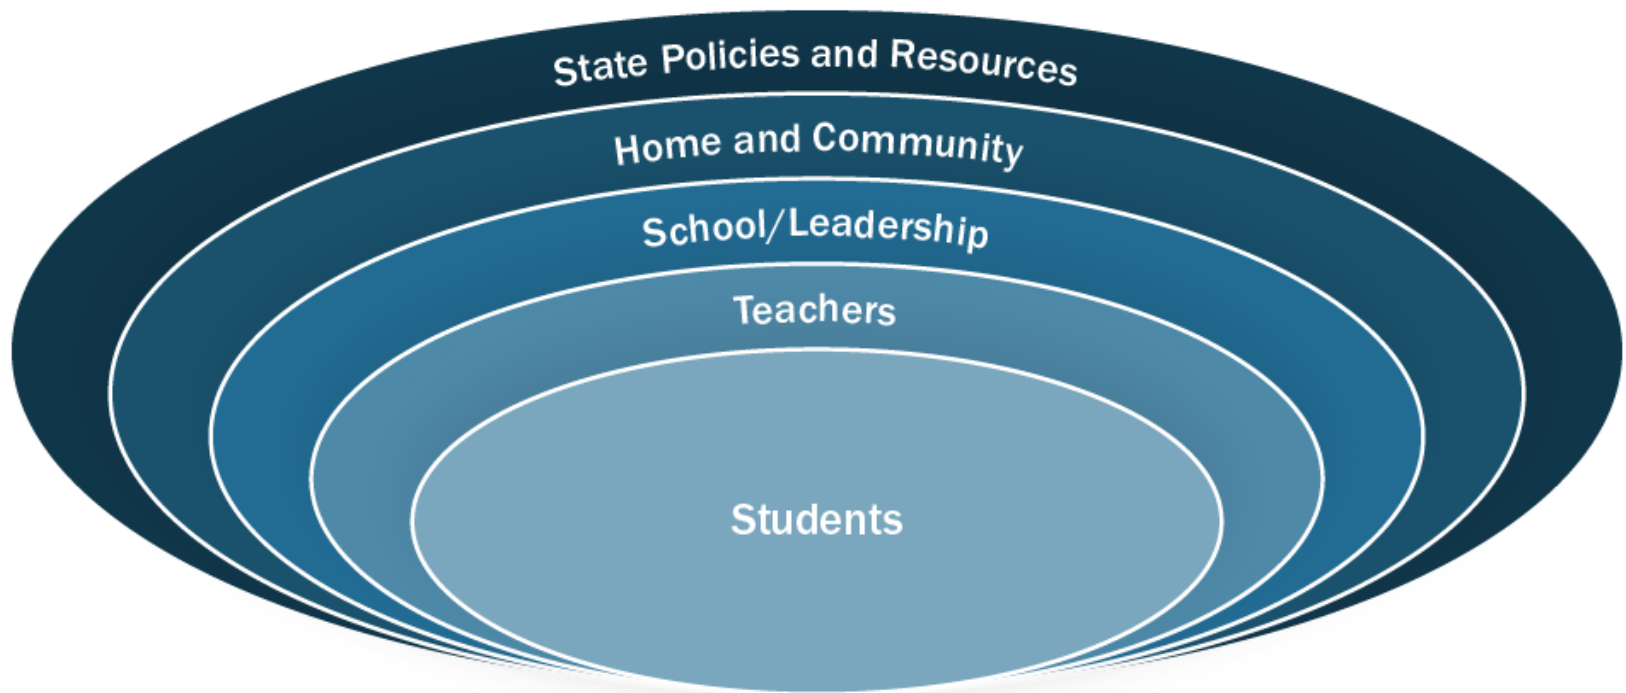 State Policies and Resources
Home and Community
School/Leadership
Teachers
Students